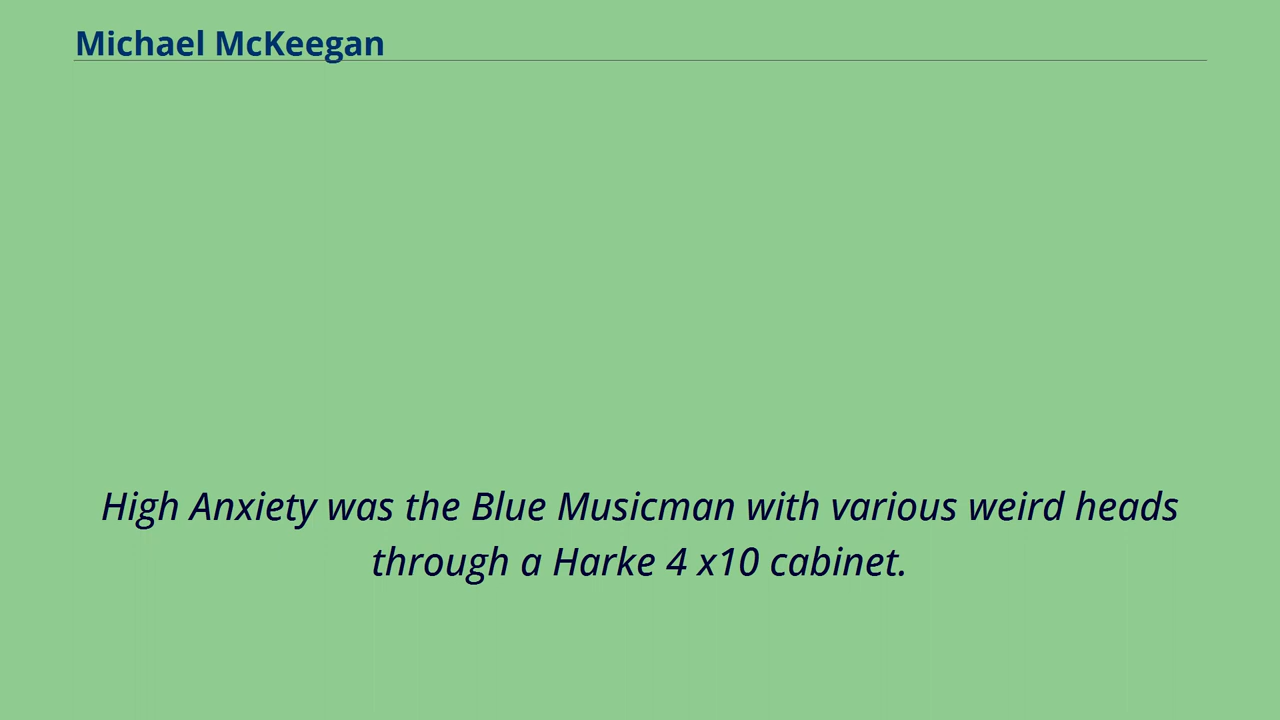 Michael McKeegan
High Anxiety was the Blue Musicman with various weird heads
through a Harke 4 x10 cabinet.